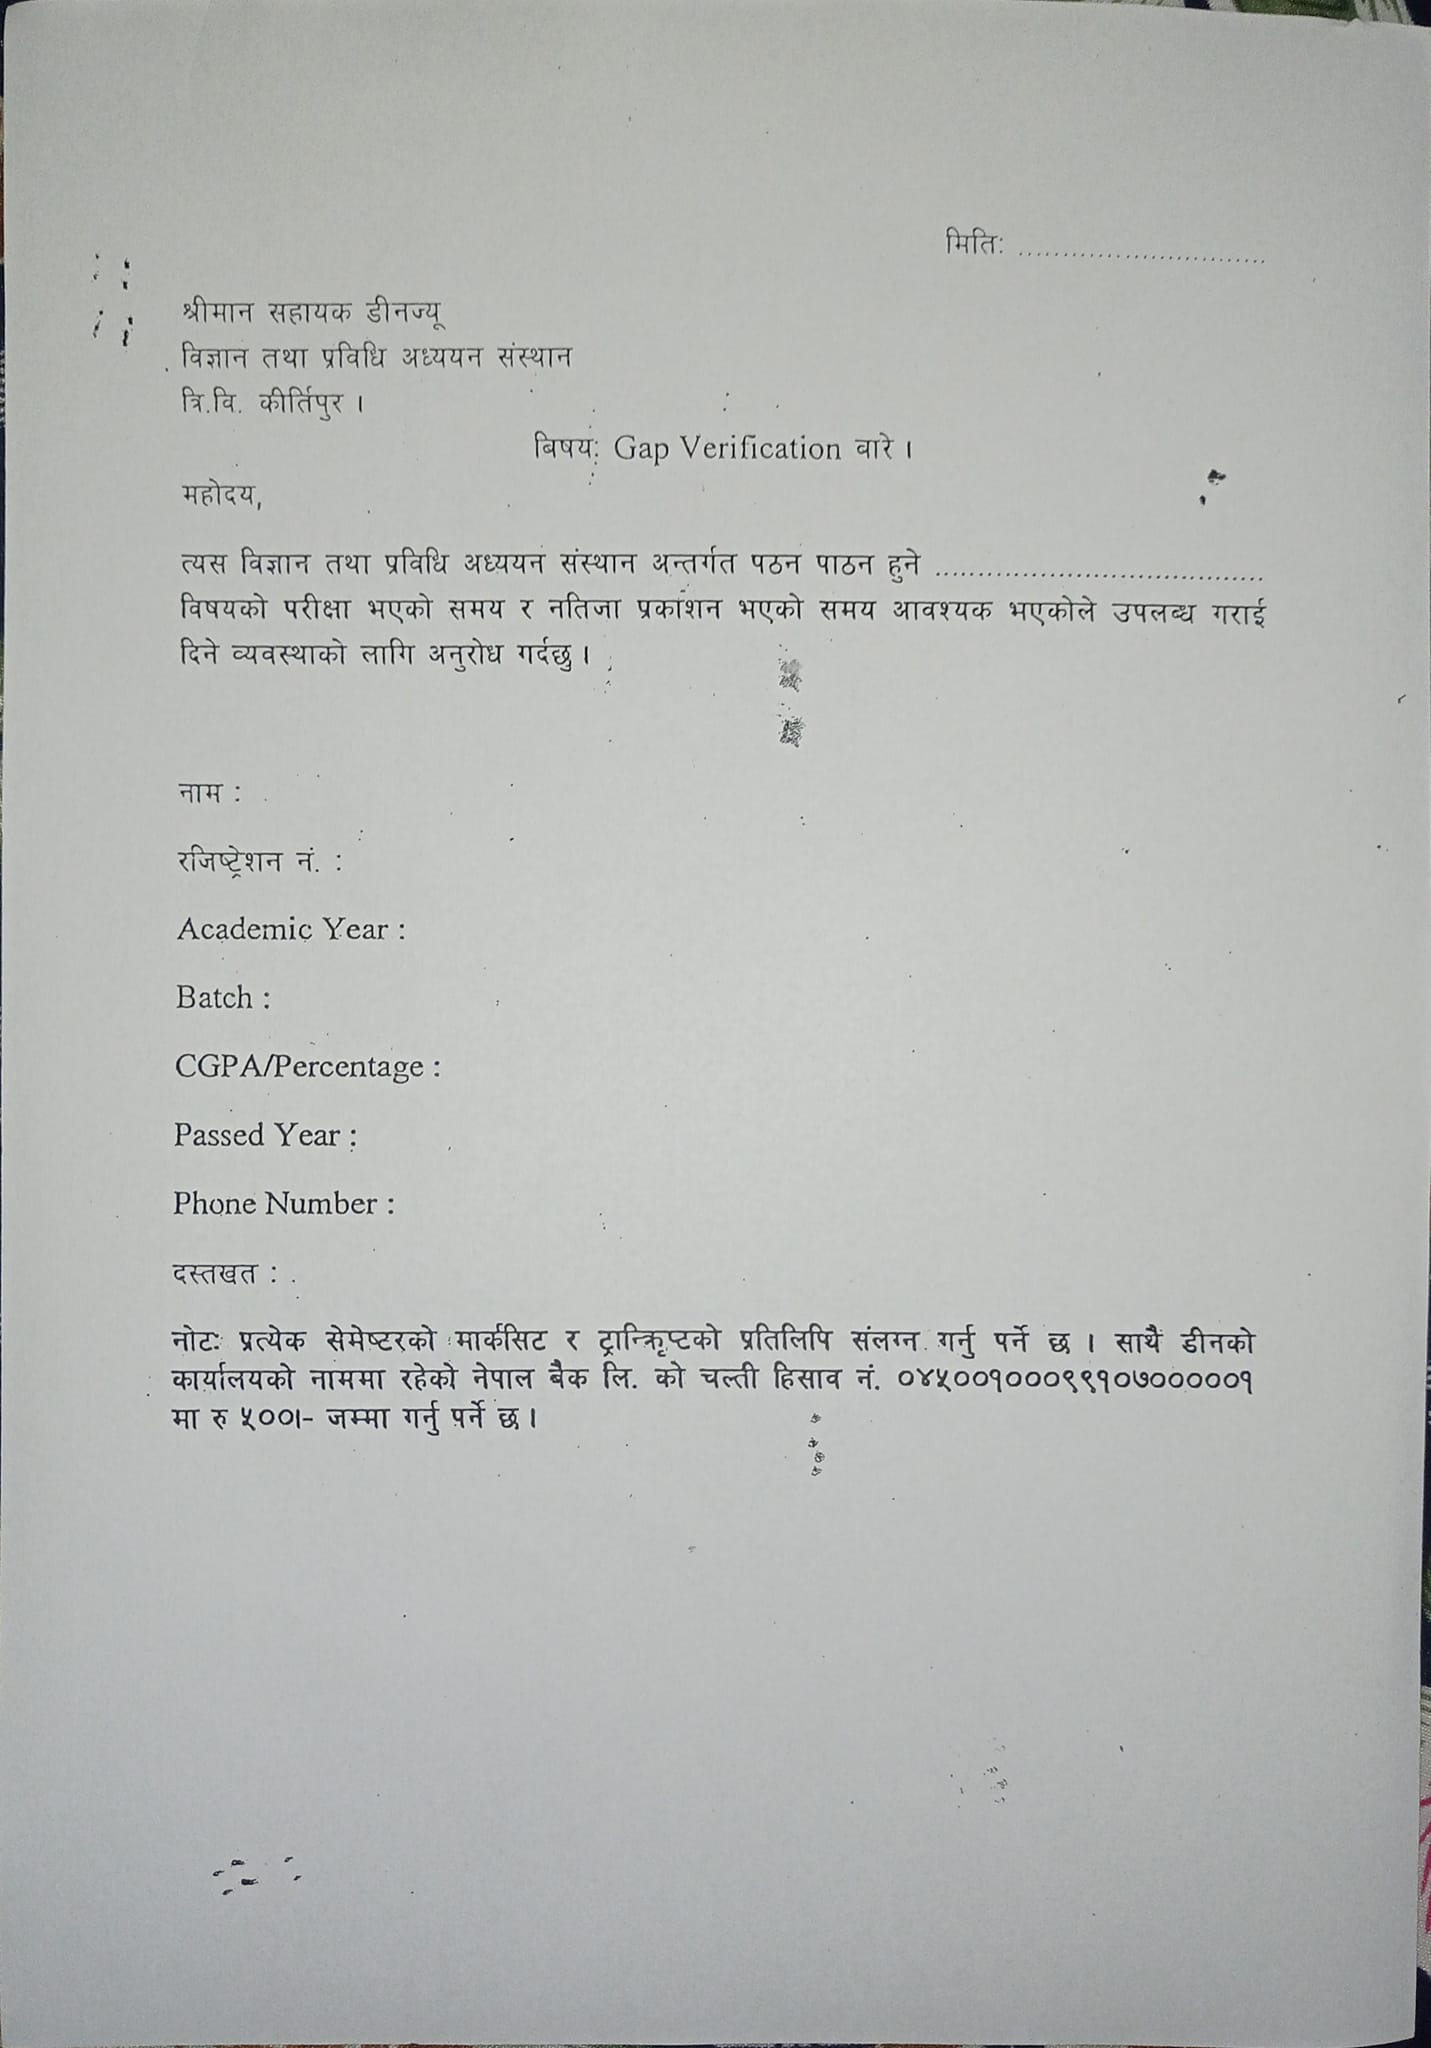 मितिः ..............................
श्रीमान सहायक डीनज्यू
विज्ञान तथा प्रविधि अध्ययन संस्थान
त्रि.वि. कीर्तिपुर ।
बिषय: Gap Verification बारे ।
महोदय,
त्यस विज्ञान तथा प्रविधि अध्ययन संस्थान अन्तर्गत पठन पाठन हुने ........................................
विषयको परीक्षा भएको समय र नतिजा प्रकाशन भएको समय आवश्यक भएकोले उपलब्ध गराई
दिने व्यवस्थाको लागि अनुरोध गर्दछु ।
नाम :
रजिष्ट्रेशन नं. :
Academic Year :
Batch :
CGPA/Percentage :
Passed Year :
Phone Number :
दस्तखत :
नोटः प्रत्येक सेमेष्टरको मार्कसिट र ट्रान्क्रिृप्टको प्रतिलिपि संलग्न गर्नु पर्ने छ । साथै डीनको
कार्यालयको नाममा रहेको नेपाल बैक लि. को चल्ती हिसाव नं. ०४५००१०००९९१०७०००००१
मा रु ५००।- जम्मा गर्नु पर्ने छ ।